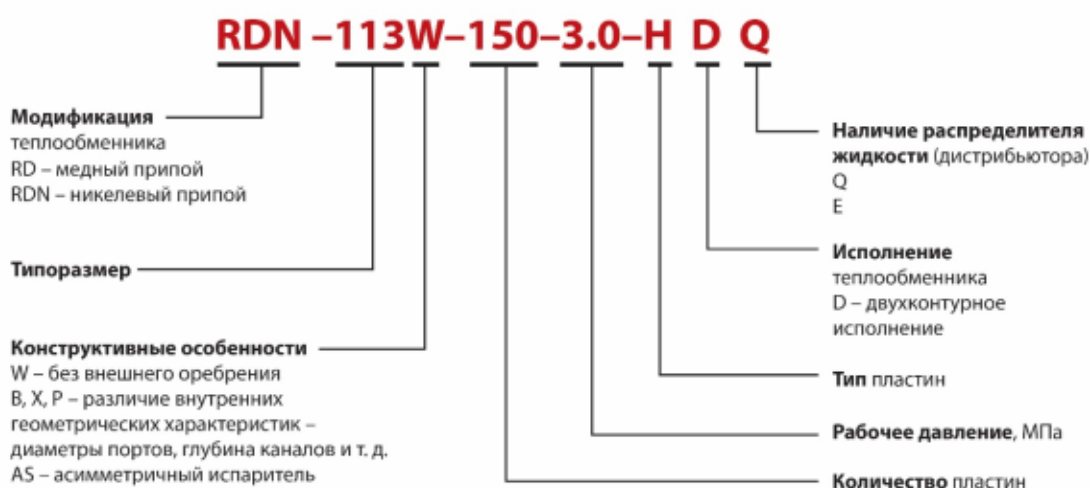 RDN –113W–150–3.0–H D Q
Модификация
теплообменника
RD – медный припой
RDN – никелевый припой
Типоразмер
Конструктивные особенности
W – без внешнего оребрения
B, X, P – различие внутренних
геометрических характеристик –
диаметры портов, глубина каналов и т. д.
AS – асимметричный испаритель
Наличие распределителя
жидкости (дистрибьютора)
Q
E
Исполнение
теплообменника
D – двухконтурное
исполнение
Тип пластин
Рабочее давление, МПа
Количество пластин